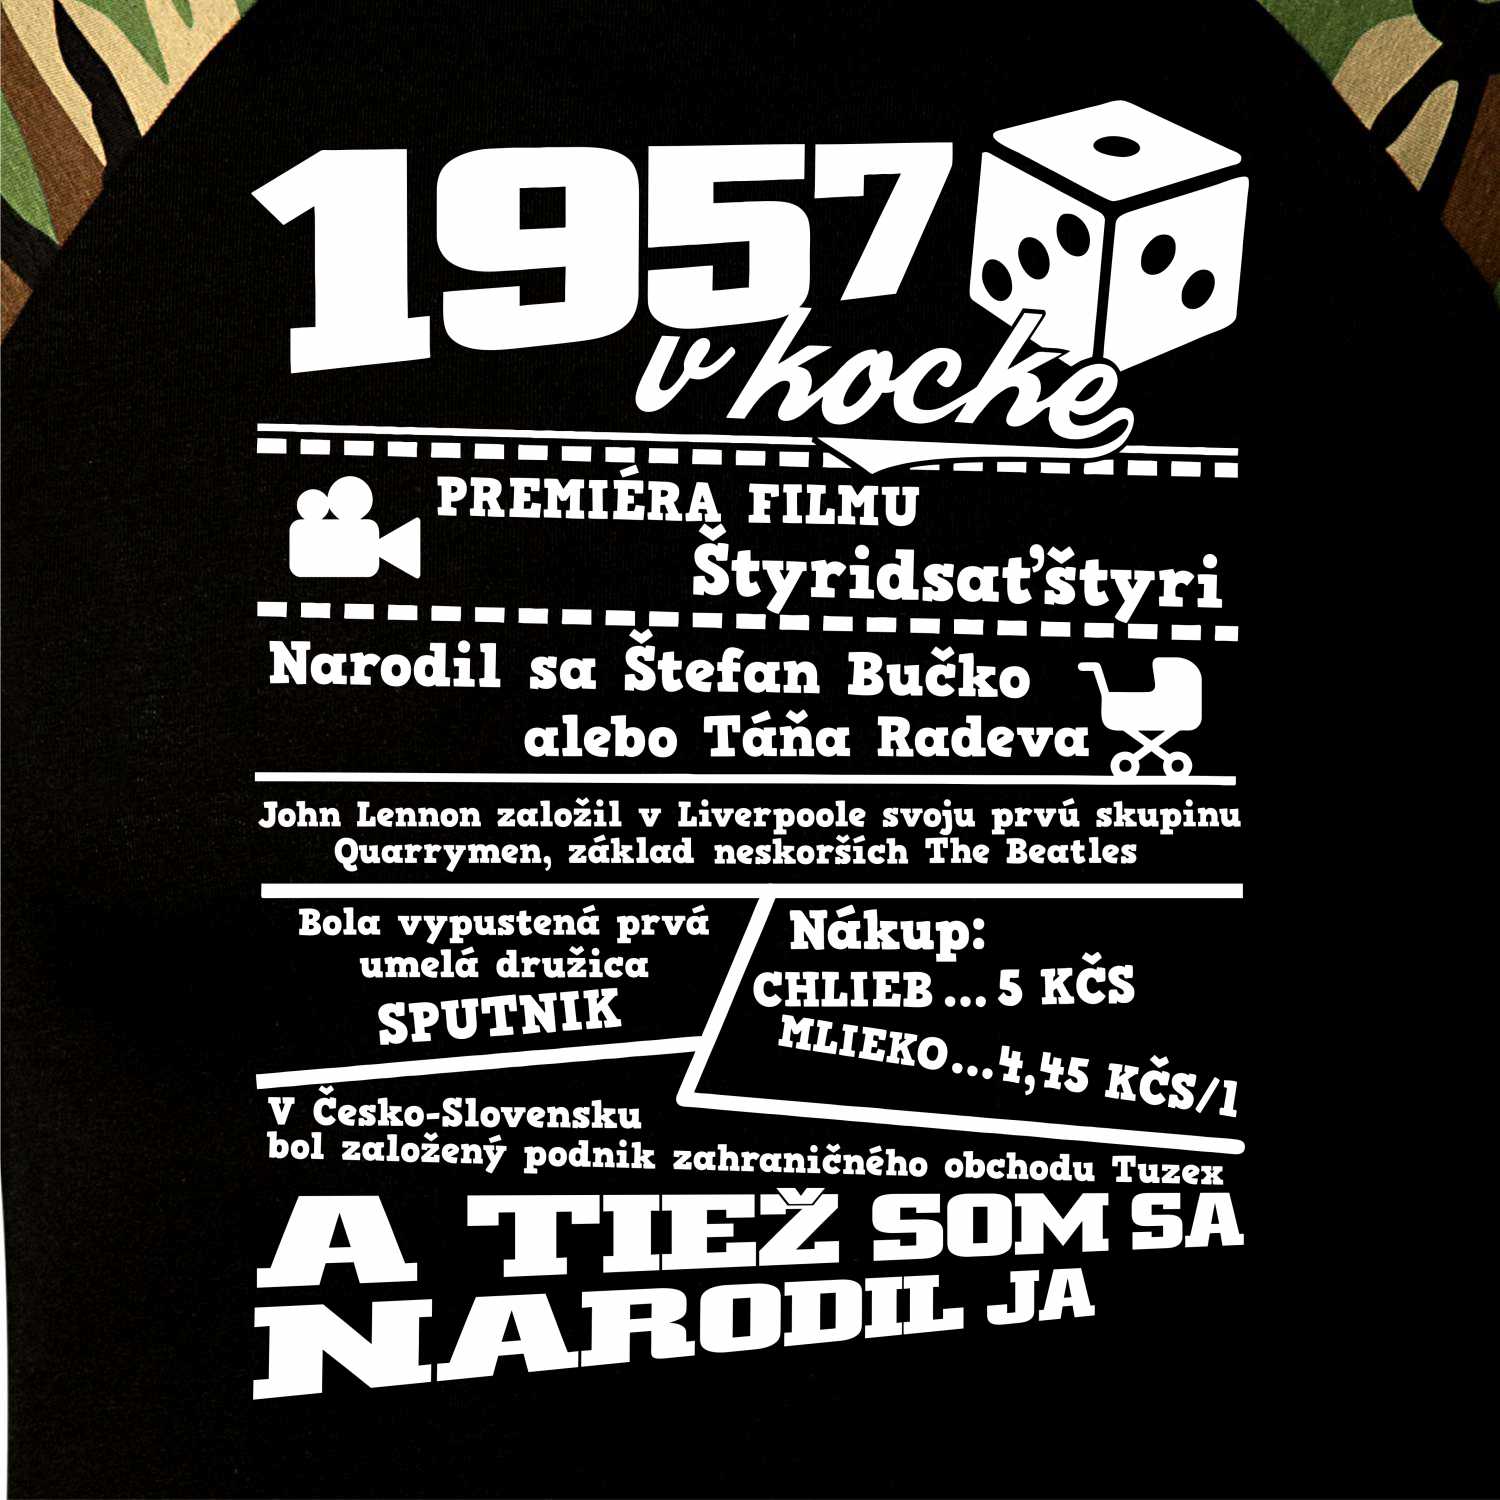 1957
v kocke
PREMIÉRA FILMU
Štyridsaťštyri
Narodil sa Štefan Bučko
alebo Táňa Radeva
John Lennon založil v Liverpoole svoju prvú skupinu
Quarrymen, základ neskorších The Beatles
Bola vypustená prvá
umelá družica
SPUTNIK
Nákup:
CHLIEB...5 KČS
MLIEKO...4,45 KČS/l
V Česko-Slovensku
bol založený podnik zahraničného obchodu Tuzex
A TIEŽ SOM SA
NARODIL JA